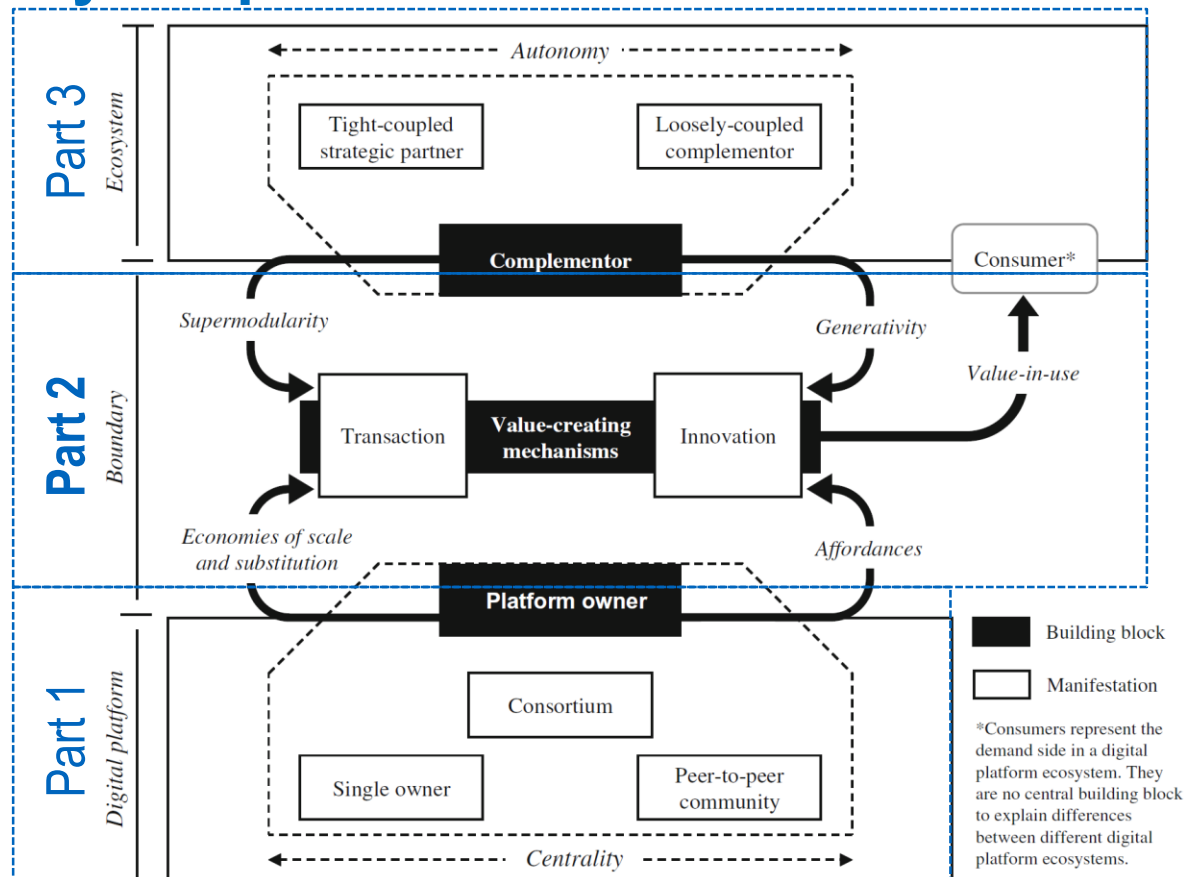 Part 3
Ecosystem
Autonomy
Tight-coupled
strategic partner
Loosely-coupled
complementor
Complementor
Consumer*
Part 2
Boundary
Supermodularity
Generativity
Value-in-use
Transaction
Value-creating
mechanisms
Innovation
Economies of scale
and substitution
Affordances
Platform owner
Part 1
Digital platform
Consortium
Single owner
Peer-to-peer
community
Centrality
Building block
Manifestation
*Consumers represent the
demand side in a digital
platform ecosystem. They
are no central building block
to explain differences
between different digital
platform ecosystems.